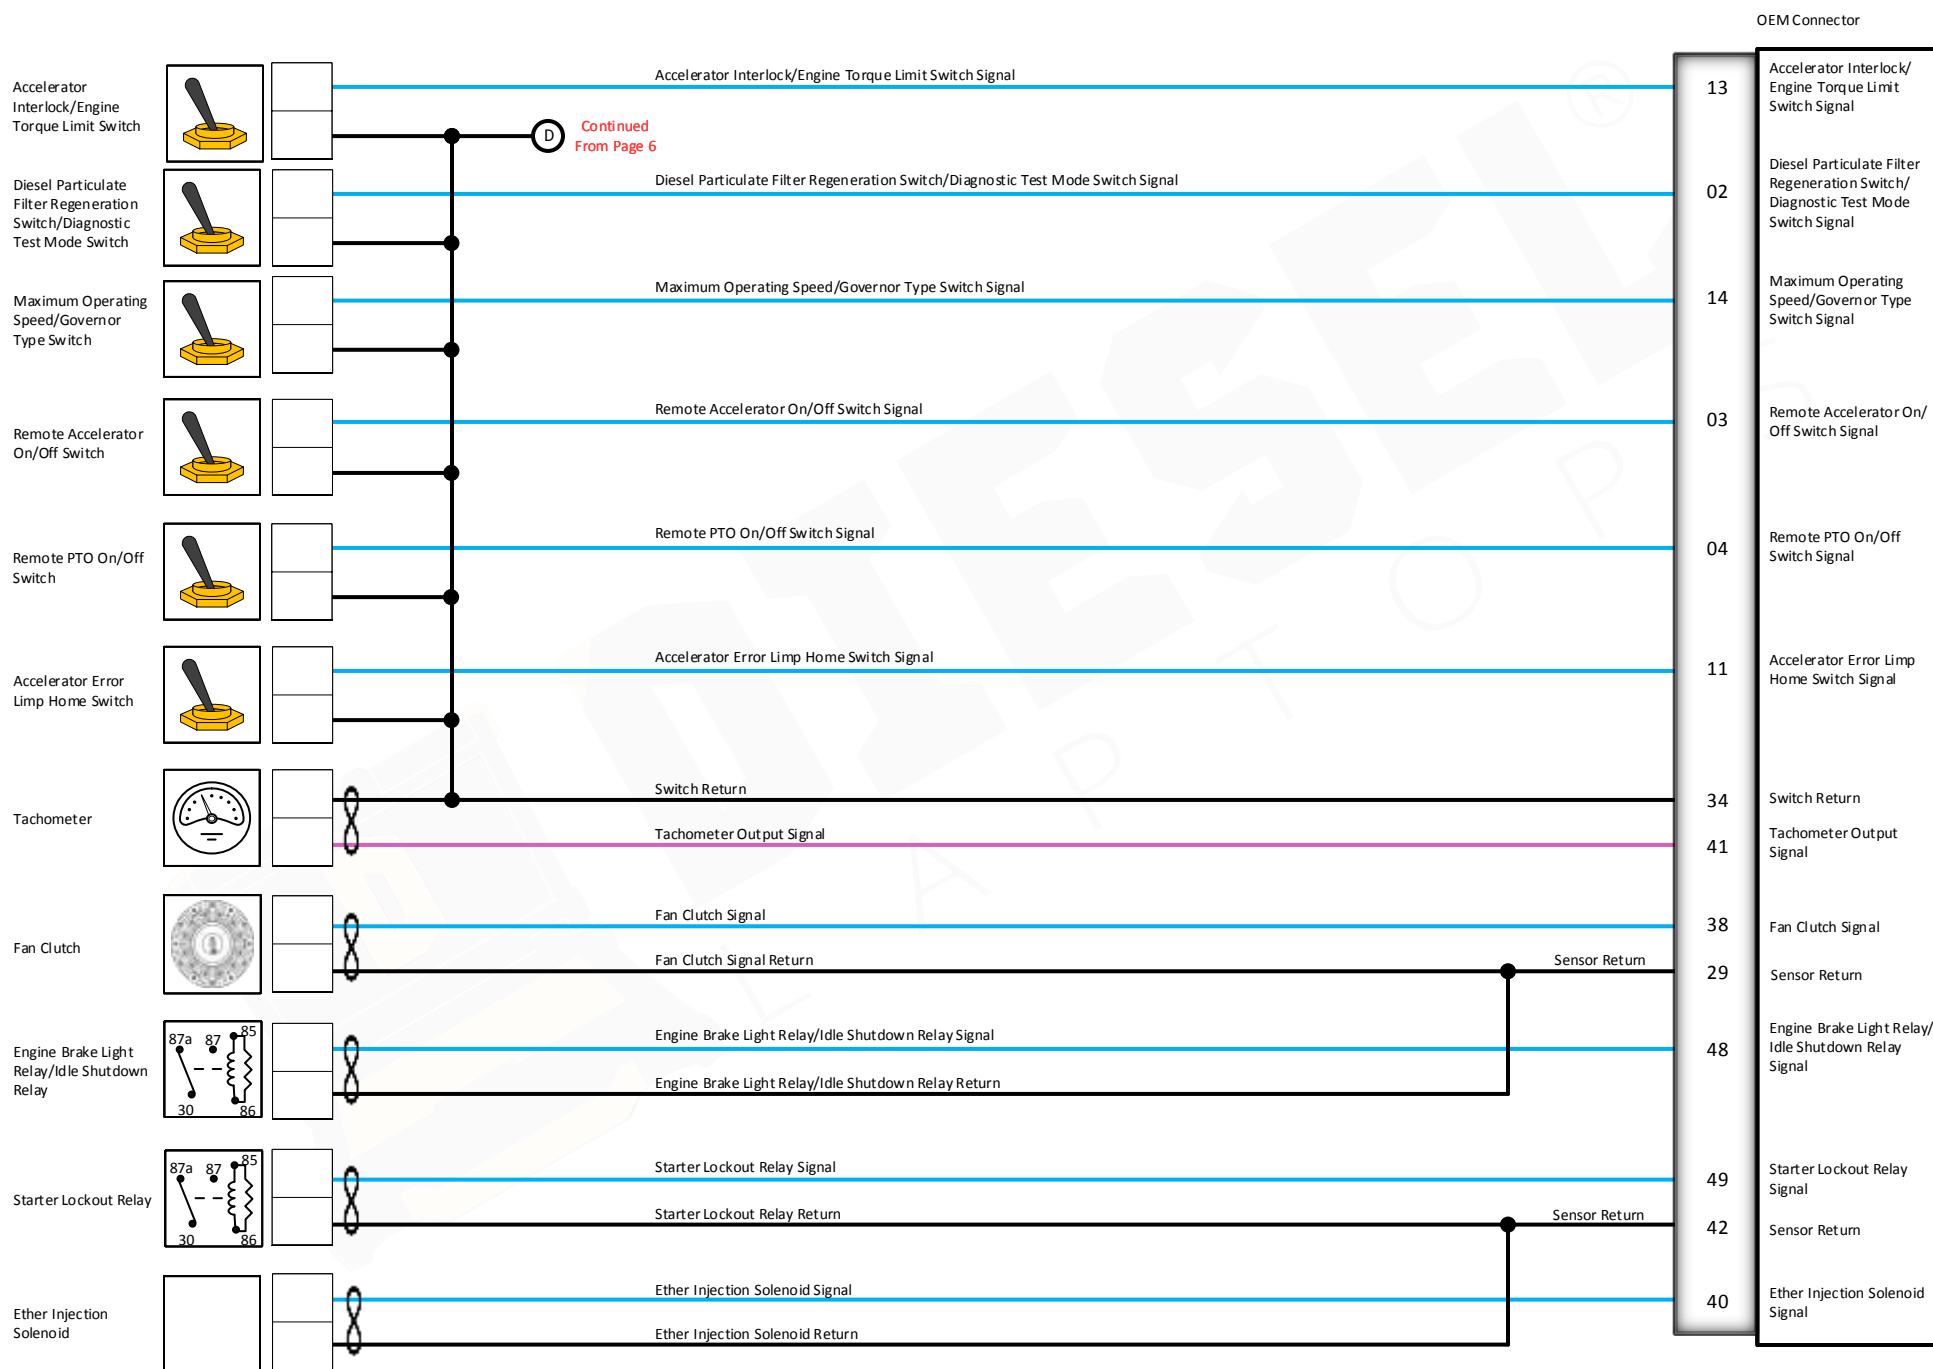 OEM Connector
Accelerator
Interlock/Engine
Torque Limit Switch
Accelerator Interlock/Engine Torque Limit Switch Signal
13
Accelerator Interlock/
Engine Torque Limit
Switch Signal
D
Continued
From Page 6
Diesel Particulate
Filter Regeneration
Switch/Diagnostic
Test Mode Switch
Diesel Particulate Filter Regeneration Switch/Diagnostic Test Mode Switch Signal
02
Diesel Particulate Filter
Regeneration Switch/
Diagnostic Test Mode
Switch Signal
Maximum Operating
Speed/Governor
Type Switch
Maximum Operating Speed/Governor Type Switch Signal
14
Maximum Operating
Speed/Governor Type
Switch Signal
Remote Accelerator
On/Off Switch
Remote Accelerator On/Off Switch Signal
03
Remote Accelerator On/
Off Switch Signal
Remote PTO On/Off
Switch
Remote PTO On/Off Switch Signal
04
Remote PTO On/Off
Switch Signal
Accelerator Error
Limp Home Switch
Accelerator Error Limp Home Switch Signal
11
Accelerator Error Limp
Home Switch Signal
Tachometer
Switch Return
34
Switch Return
Tachometer Output Signal
41
Tachometer Output
Signal
Fan Clutch
Fan Clutch Signal
38
Fan Clutch Signal
Fan Clutch Signal Return
Sensor Return
29
Sensor Return
Engine Brake Light
Relay/Idle Shutdown
Relay
87a 87 85
30 86
Engine Brake Light Relay/Idle Shutdown Relay Signal
48
Engine Brake Light Relay/
Idle Shutdown Relay
Signal
Engine Brake Light Relay/Idle Shutdown Relay Return
Starter Lockout Relay
87a 87 85
30 86
Starter Lockout Relay Signal
49
Starter Lockout Relay
Signal
Starter Lockout Relay Return
Sensor Return
42
Sensor Return
Ether Injection
Solenoid
Ether Injection Solenoid Signal
40
Ether Injection Solenoid
Signal
Ether Injection Solenoid Return
DIESEL
LAPTOPS
®